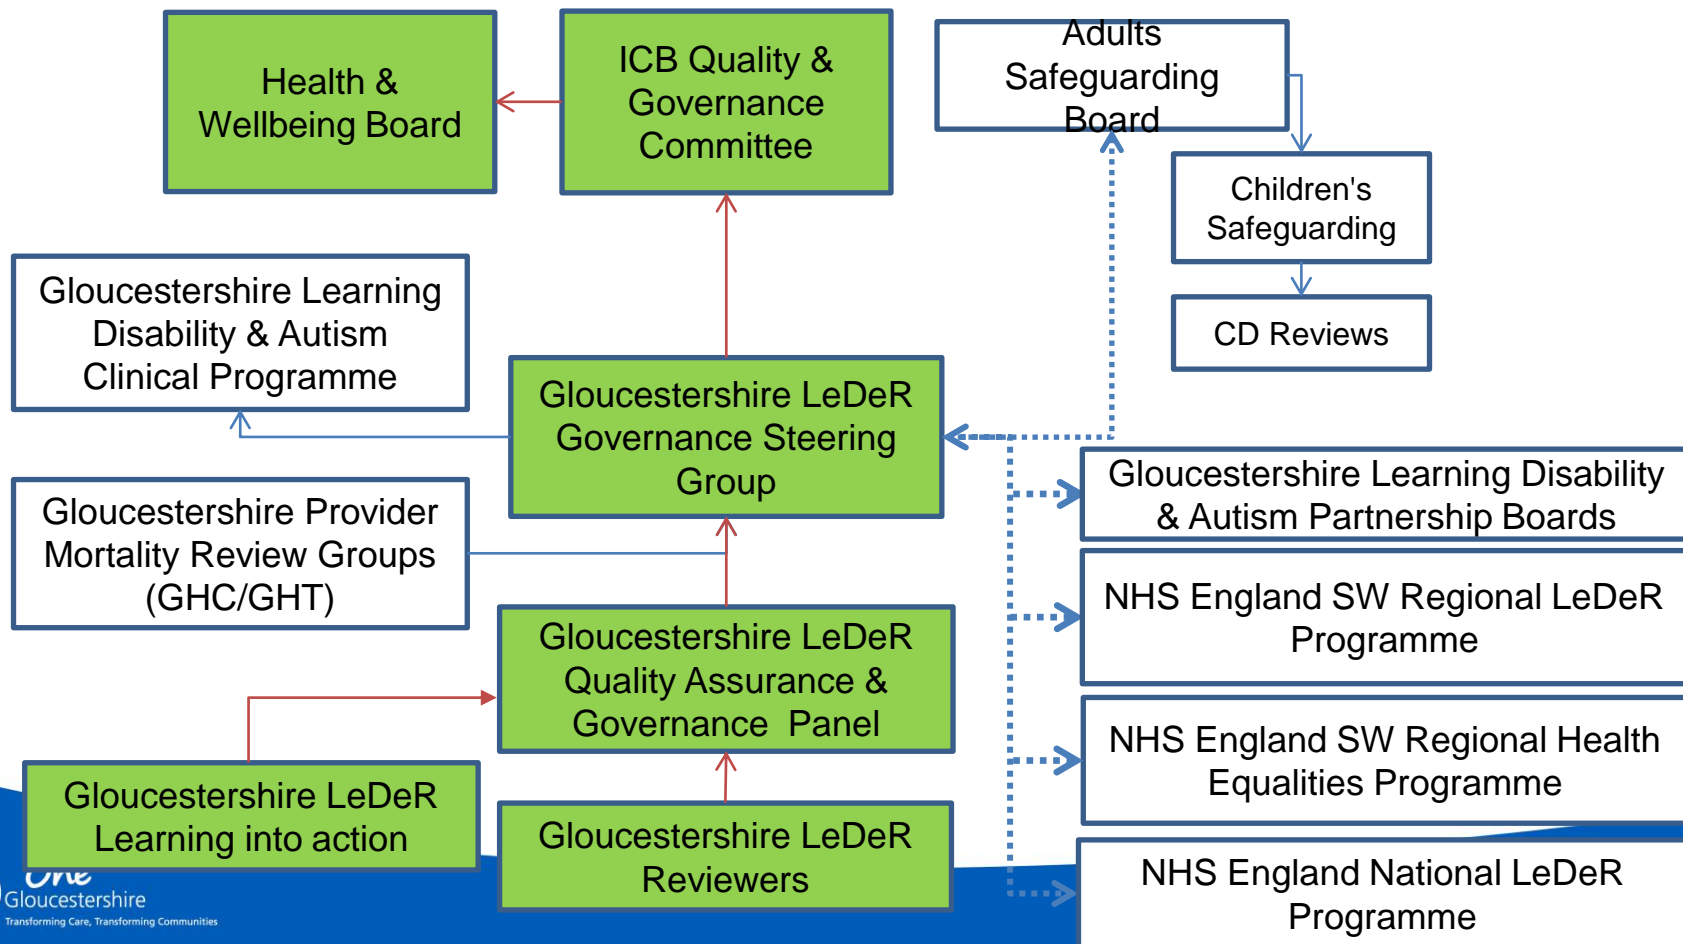 Health &
Wellbeing Board
ICB Quality &
Governance
Committee
Adults
Safeguarding
Board
Children's
Safeguarding
CD Reviews
Gloucestershire Learning
Disability & Autism
Clinical Programme
Gloucestershire LeDeR
Governance Steering
Group
Gloucestershire Learning Disability
& Autism Partnership Boards
Gloucestershire Provider
Mortality Review Groups
(GHC/GHT)
NHS England SW Regional LeDeR
Programme
Gloucestershire LeDeR
Quality Assurance &
Governance Panel
NHS England SW Regional Health
Equalities Programme
Gloucestershire LeDeR
Learning into action
Gloucestershire LeDeR
Reviewers
NHS England National LeDeR
Programme
One
Gloucestershire
Transforming Care, Transforming Communities